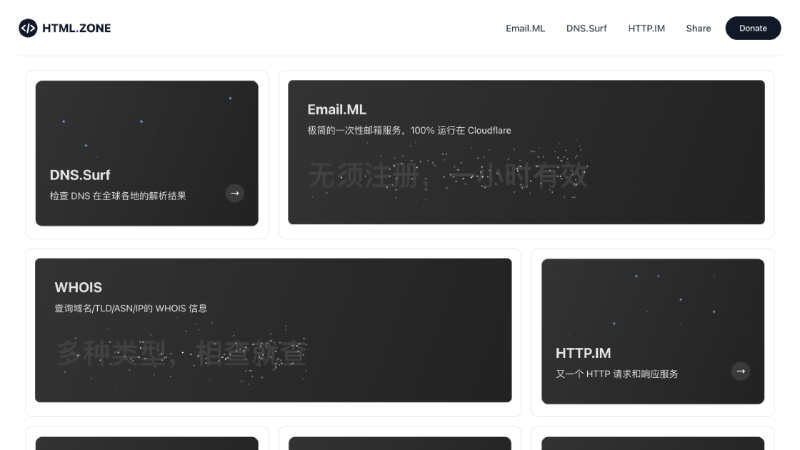 HTML.ZONE
Email.ML
DNS.Surf
HTTP.IM
Share
Donate
DNS.Surf
检查 DNS 在全球各地的解析结果
→
Email.ML
极简的一次性邮箱服务，100% 运行在 Cloudflare
无须注册，一小时有效
WHOIS
查询域名/TLD/ASN/IP的 WHOIS 信息
多种类型，相查就查
HTTP.IM
又一个 HTTP 请求和响应服务
→